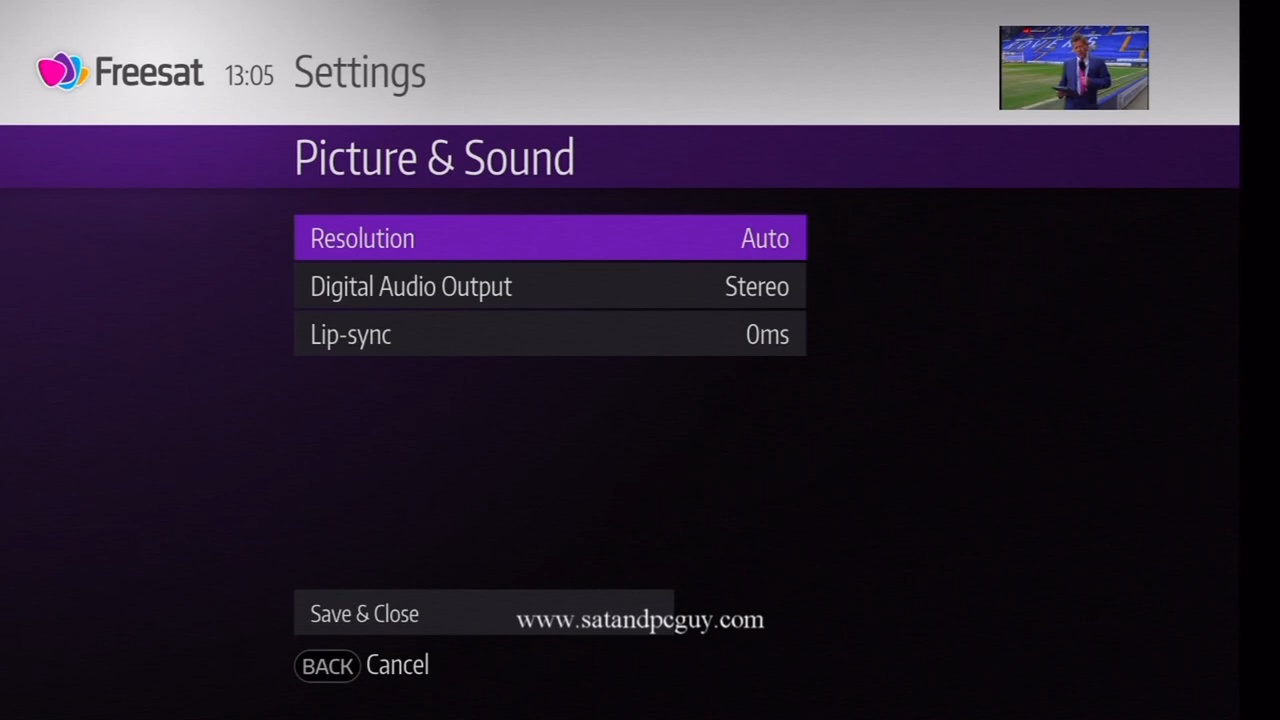 Freesat 13:05 Settings
Picture & Sound
Resolution Auto
Digital Audio Output Stereo
Lip-sync 0ms
Save & Close
www.satandpcguy.com
BACK Cancel